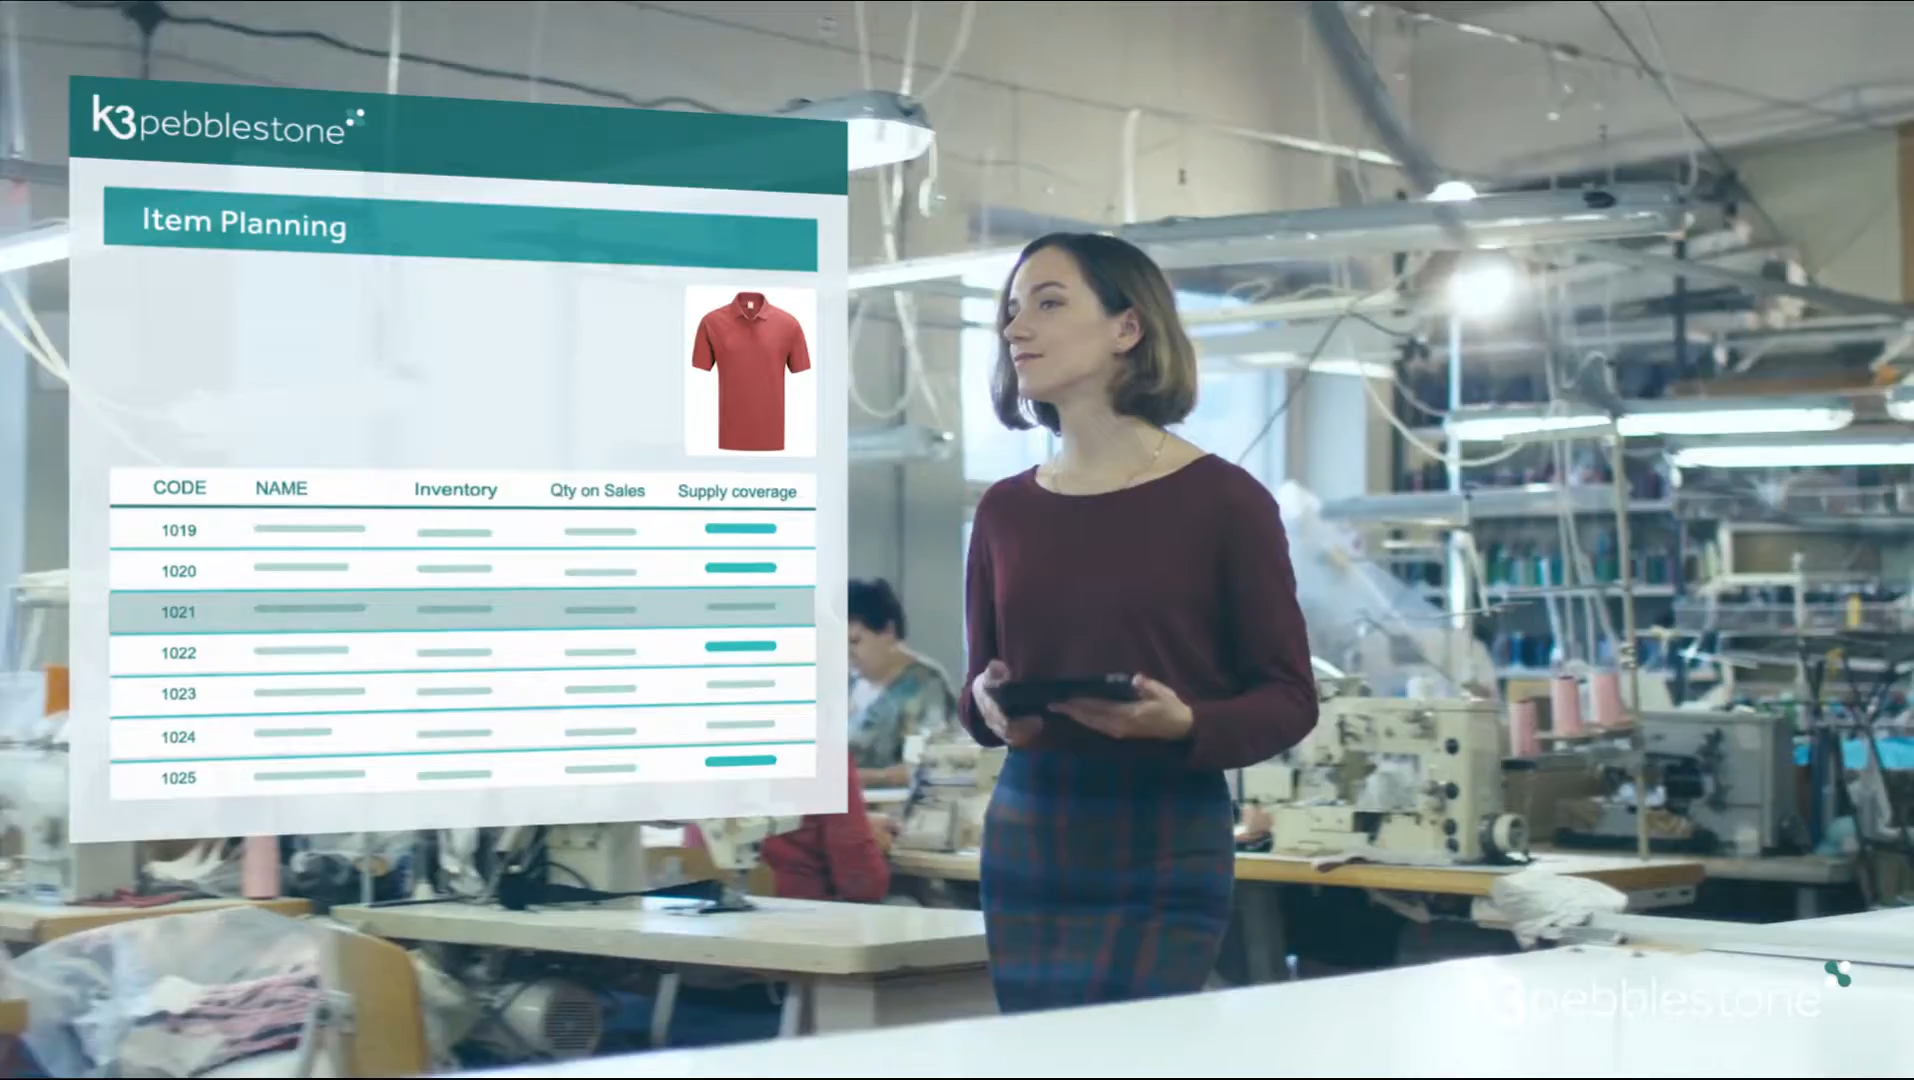 k3pebblestone
Item Planning
CODE NAME Inventory Qty on Sales Supply coverage
1019
1020
1021
1022
1023
1024
1025
k3pebblestone